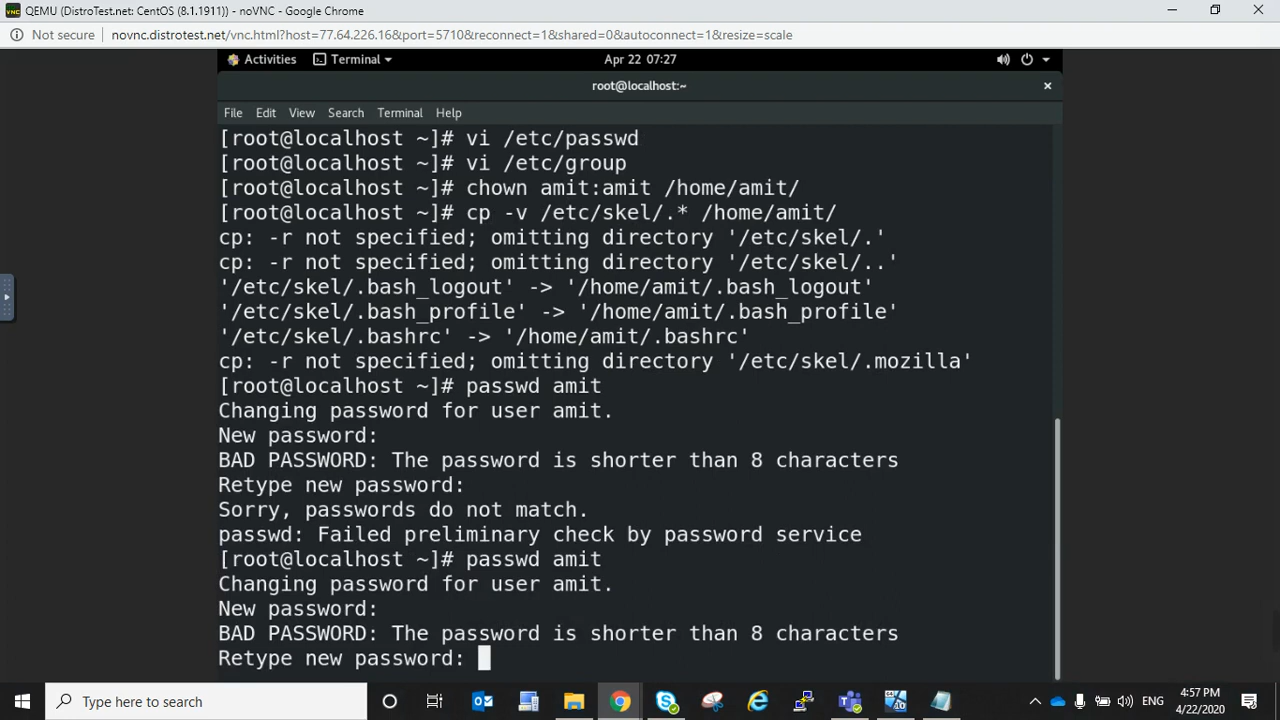 QEMU (DistroTest.net: CentOS (8.1.1911)) - noVNC - Google Chrome
Not secure novnc.distrotest.net/vnc.html?host=77.64.226.16&port=5710&reconnect=1&shared=0&autoconnect=1&resize=scale
Activities Terminal Apr 22 07:27
root@localhost:~
File Edit View Search Terminal Help
[root@localhost ~]# vi /etc/passwd
[root@localhost ~]# vi /etc/group
[root@localhost ~]# chown amit:amit /home/amit/
[root@localhost ~]# cp -v /etc/skel/.* /home/amit/
cp: -r not specified; omitting directory '/etc/skel/.'
cp: -r not specified; omitting directory '/etc/skel/..'
'/etc/skel/.bash_logout' -> '/home/amit/.bash_logout'
'/etc/skel/.bash_profile' -> '/home/amit/.bash_profile'
'/etc/skel/.bashrc' -> '/home/amit/.bashrc'
cp: -r not specified; omitting directory '/etc/skel/.mozilla'
[root@localhost ~]# passwd amit
Changing password for user amit.
New password:
BAD PASSWORD: The password is shorter than 8 characters
Retype new password:
Sorry, passwords do not match.
passwd: Failed preliminary check by password service
[root@localhost ~]# passwd amit
Changing password for user amit.
New password:
BAD PASSWORD: The password is shorter than 8 characters
Retype new password:
Type here to search
ENG
4:57 PM
4/22/2020